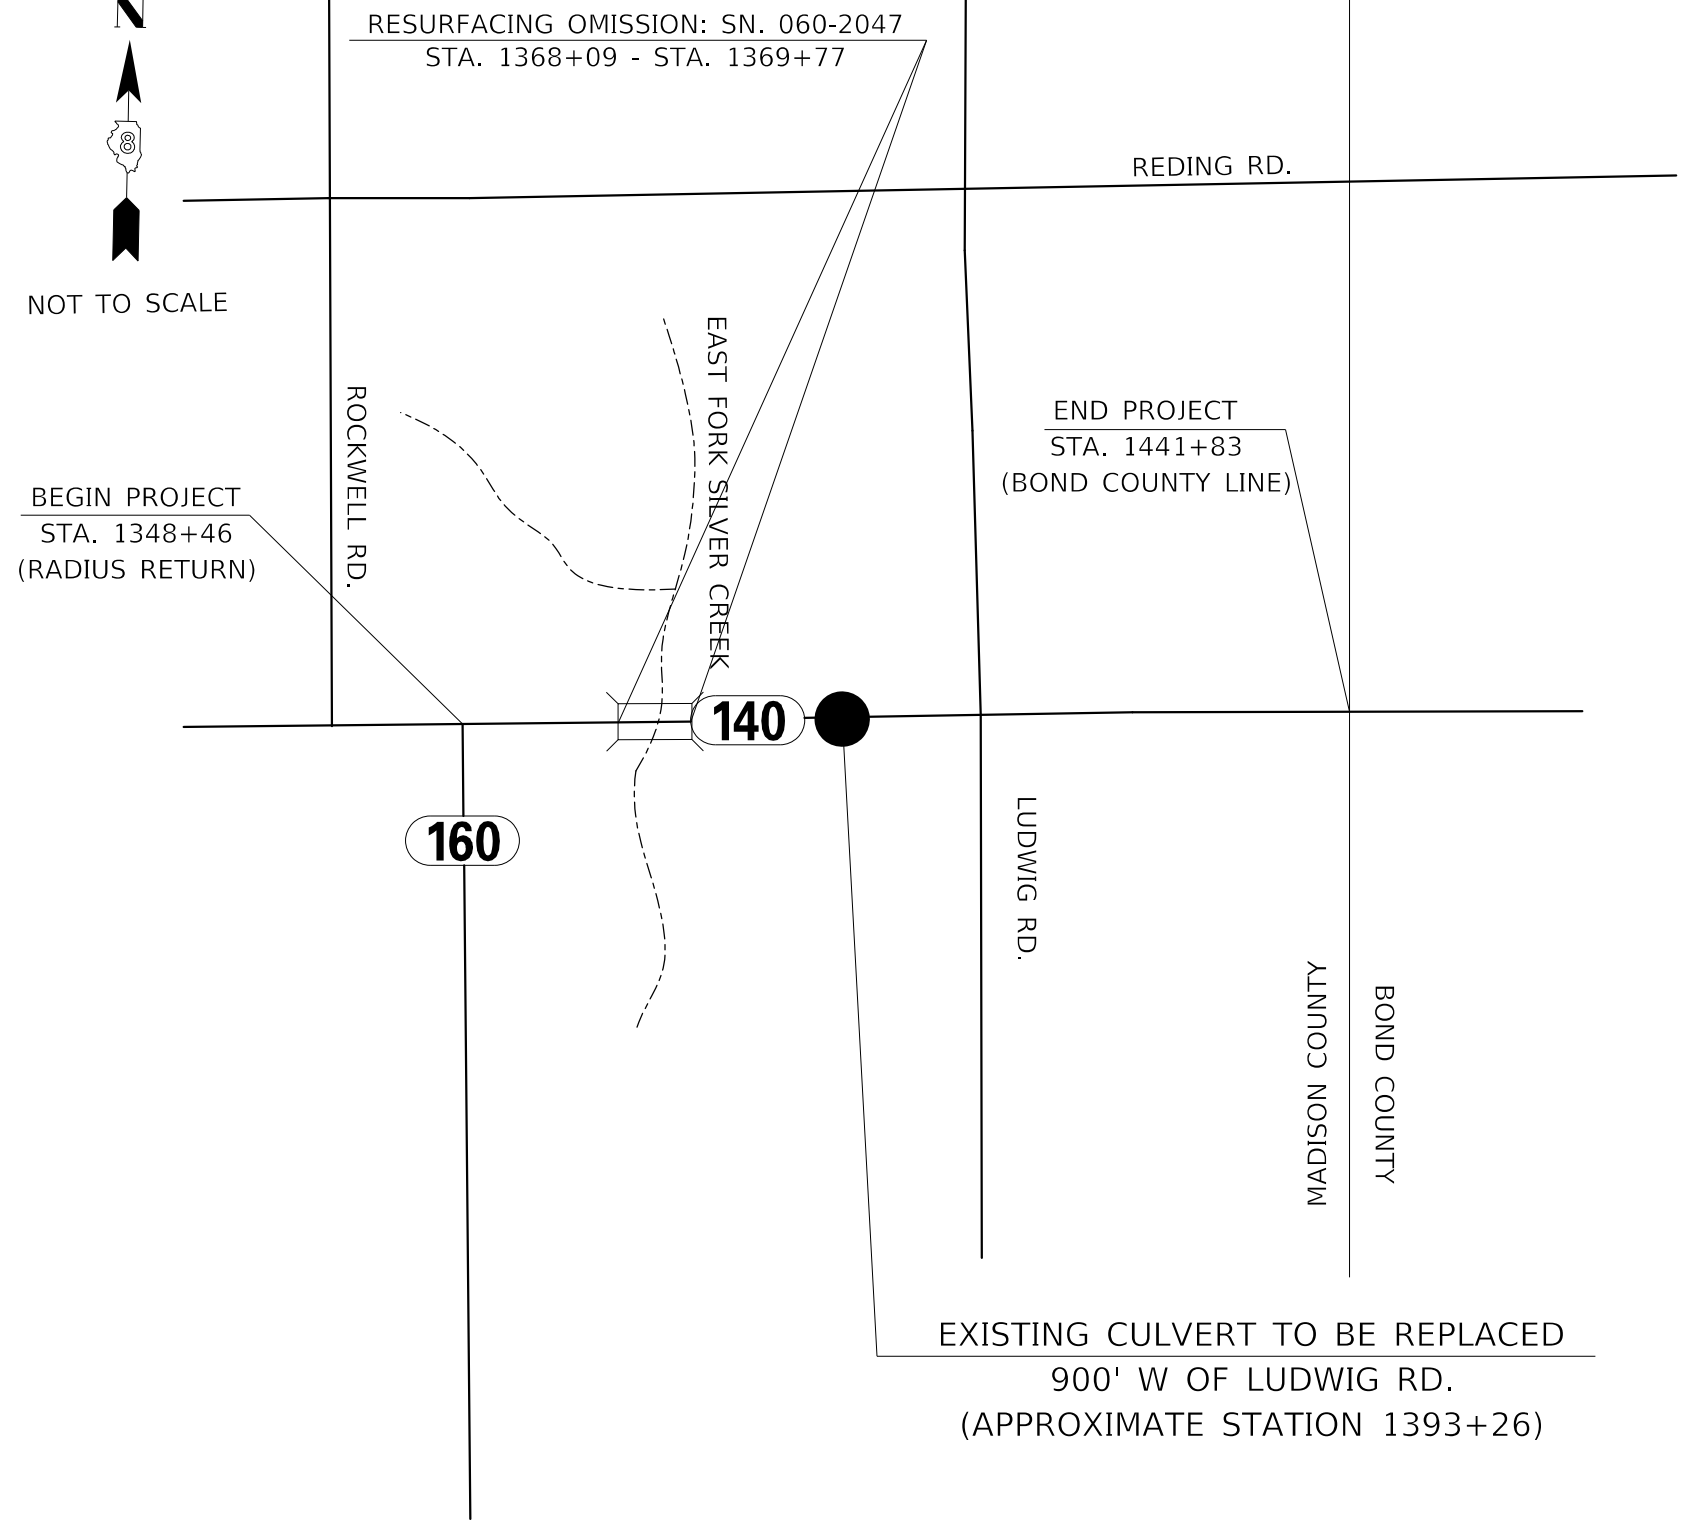 N
RESURFACING OMISSION: SN. 060-2047
STA. 1368+09 - STA. 1369+77
8
REDING RD.
NOT TO SCALE
EAST FORK SILVER CREEK
ROCKWELL RD.
END PROJECT
STA. 1441+83
(BOND COUNTY LINE)
BEGIN PROJECT
STA. 1348+46
(RADIUS RETURN)
140
160
LUDWIG RD.
MADISON COUNTY
BOND COUNTY
EXISTING CULVERT TO BE REPLACED
900' W OF LUDWIG RD.
(APPROXIMATE STATION 1393+26)